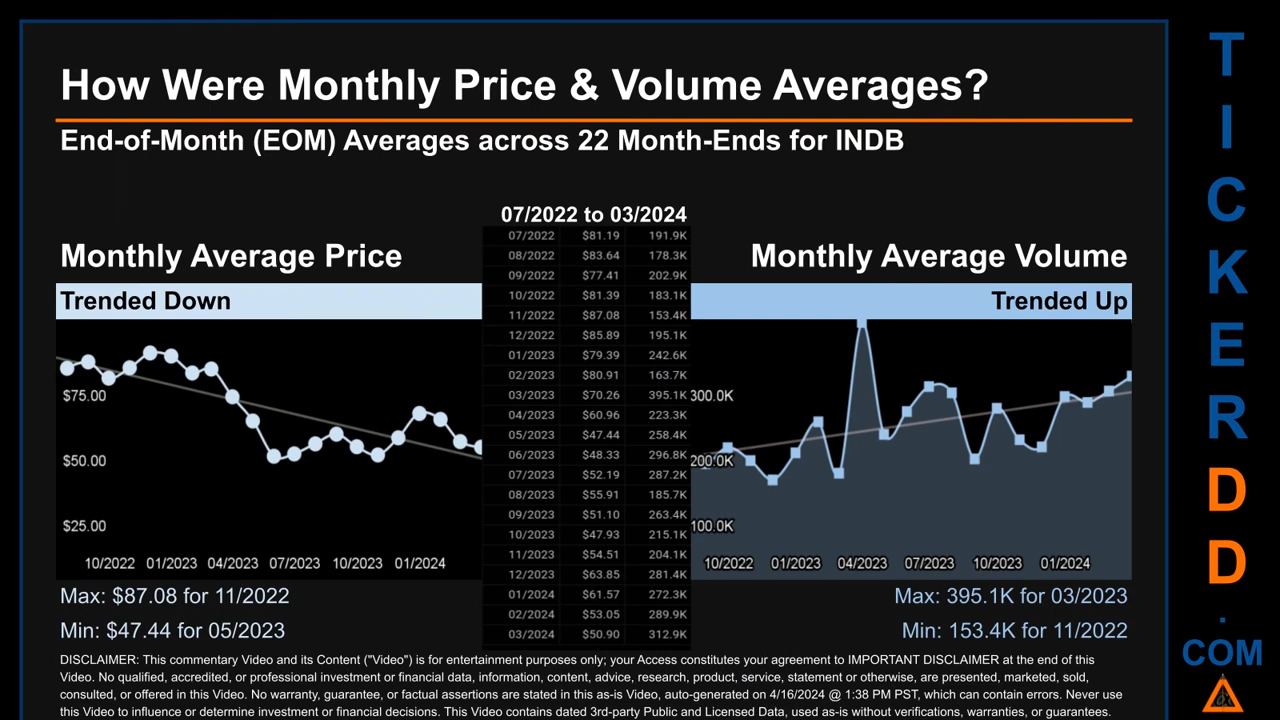 How Were Monthly Price & Volume Averages?
End-of-Month (EOM) Averages across 22 Month-Ends for INDB
07/2022 to 03/2024
Monthly Average Price
Trended Down
$75.00
$50.00
$25.00
10/2022 01/2023 04/2023 07/2023 10/2023 01/2024
Max: $87.08 for 11/2022
Min: $47.44 for 05/2023
07/2022 $81.19 191.9K
08/2022 $83.64 178.3K
09/2022 $77.41 202.9K
10/2022 $81.39 183.1K
11/2022 $87.08 153.4K
12/2022 $85.89 195.1K
01/2023 $79.39 242.6K
02/2023 $80.91 163.7K
03/2023 $70.26 395.1K
04/2023 $60.96 223.3K
05/2023 $47.44 258.4K
06/2023 $48.33 296.8K
07/2023 $52.19 287.2K
08/2023 $55.91 185.7K
09/2023 $51.10 263.4K
10/2023 $47.93 215.1K
11/2023 $54.51 204.1K
12/2023 $63.85 281.4K
01/2024 $61.57 272.3K
02/2024 $53.05 289.9K
03/2024 $50.90 312.9K
Monthly Average Volume
Trended Up
300.0K
200.0K
100.0K
10/2022 01/2023 04/2023 07/2023 10/2023 01/2024
Max: 395.1K for 03/2023
Min: 153.4K for 11/2022
DISCLAIMER: This commentary Video and its Content ("Video") is for entertainment purposes only; your Access constitutes your agreement to IMPORTANT DISCLAIMER at the end of this
Video. No qualified, accredited, or professional investment or financial data, information, content, advice, research, product, service, statement or otherwise, are presented, marketed, sold,
consulted, or offered in this Video. No warranty, guarantee, or factual assertions are stated in this as-is Video, auto-generated on 4/16/2024 @ 1:38 PM PST, which can contain errors. Never use
this Video to influence or determine investment or financial decisions. This Video contains dated 3rd-party Public and Licensed Data, used as-is without verifications, warranties, or guarantees.
TICKERDD.COM